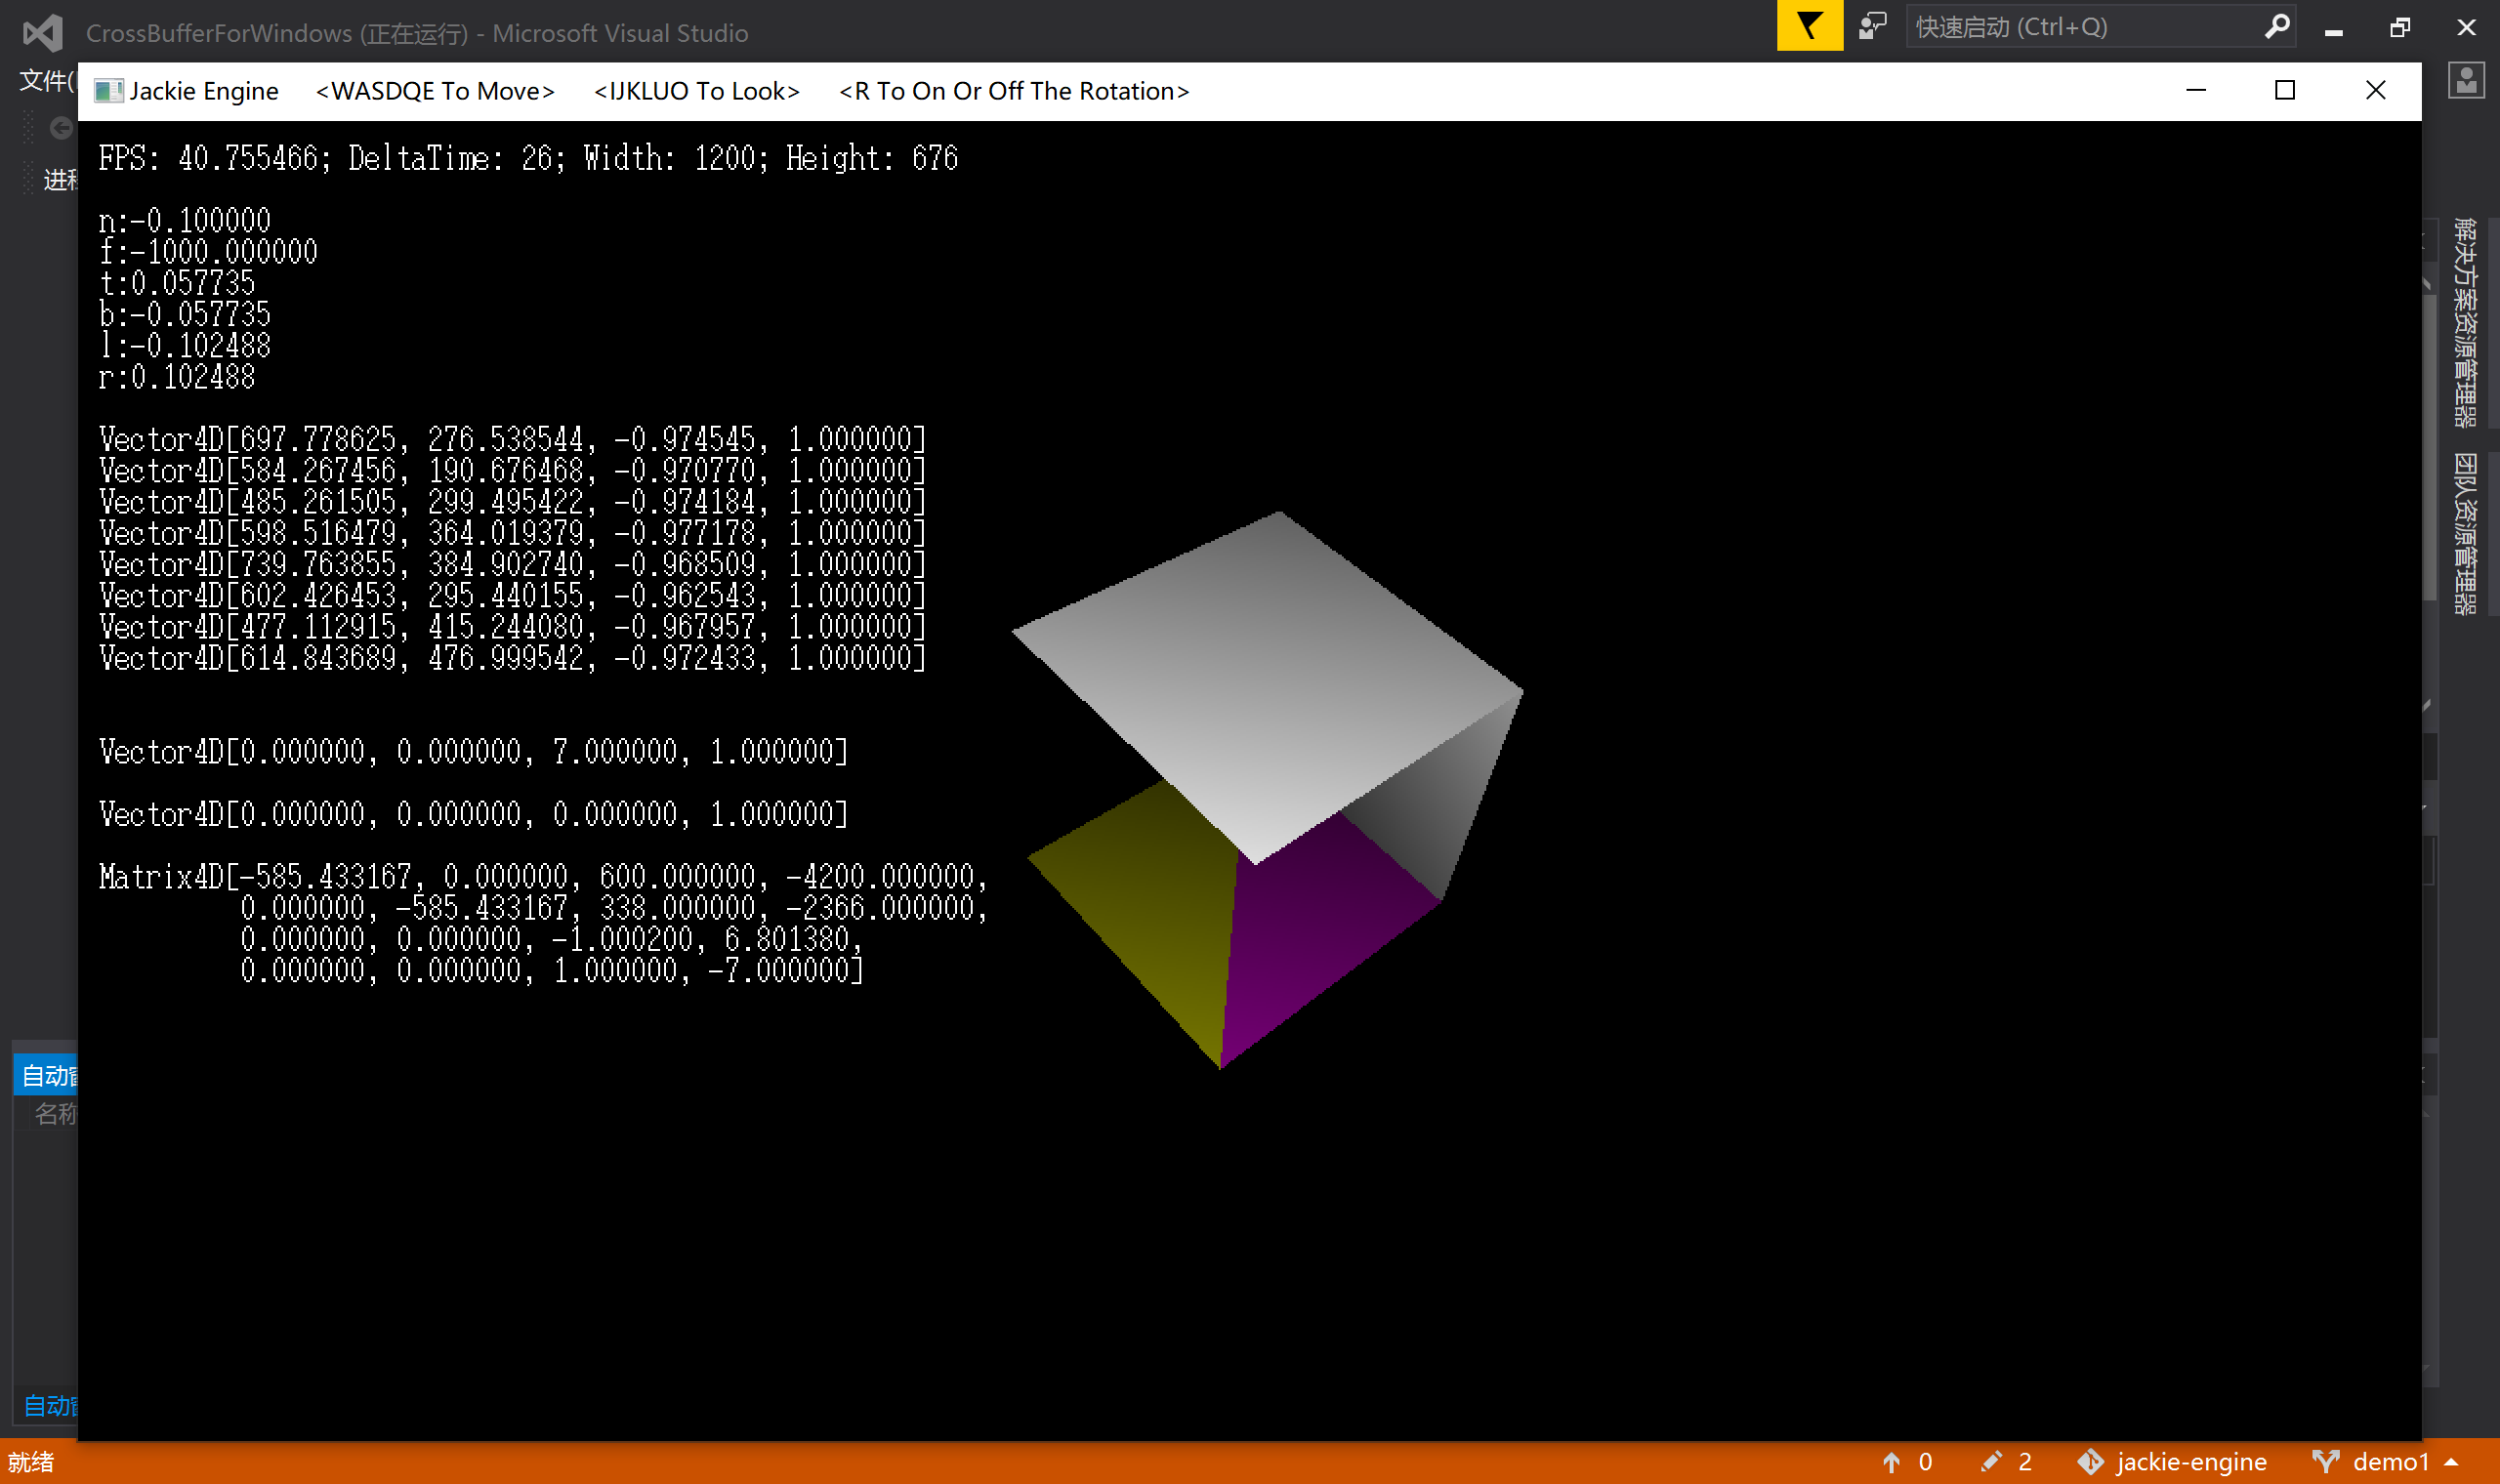 CrossBufferForWindows (正在运行) - Microsoft Visual Studio
快速启动 (Ctrl+Q)
文件(
Jackie Engine <WASDQE To Move> <IJKLUO To Look> <R To On Or Off The Rotation>
进程
FPS: 40.755466; DeltaTime: 26; Width: 1200; Height: 676
n:-0.100000
f:-1000.000000
t:0.057735
b:-0.057735
l:-0.102488
r:0.102488
Vector4D[697.778625, 276.538544, -0.974545, 1.000000]
Vector4D[584.267456, 190.676468, -0.970770, 1.000000]
Vector4D[485.261505, 299.495422, -0.974184, 1.000000]
Vector4D[598.516479, 364.019379, -0.977178, 1.000000]
Vector4D[739.763855, 384.902740, -0.968509, 1.000000]
Vector4D[602.426453, 295.440155, -0.962543, 1.000000]
Vector4D[477.112915, 415.244080, -0.967957, 1.000000]
Vector4D[614.843689, 476.999542, -0.972433, 1.000000]
Vector4D[0.000000, 0.000000, 7.000000, 1.000000]
Vector4D[0.000000, 0.000000, 0.000000, 1.000000]
Matrix4D[-585.433167, 0.000000, 600.000000, -4200.000000,
0.000000, -585.433167, 338.000000, -2366.000000,
0.000000, 0.000000, -1.000200, 6.801380,
0.000000, 0.000000, 1.000000, -7.000000]
解决方案资源管理器
团队资源管理器
自动窗
名称
自动窗
就绪
0
2
jackie-engine
demo1